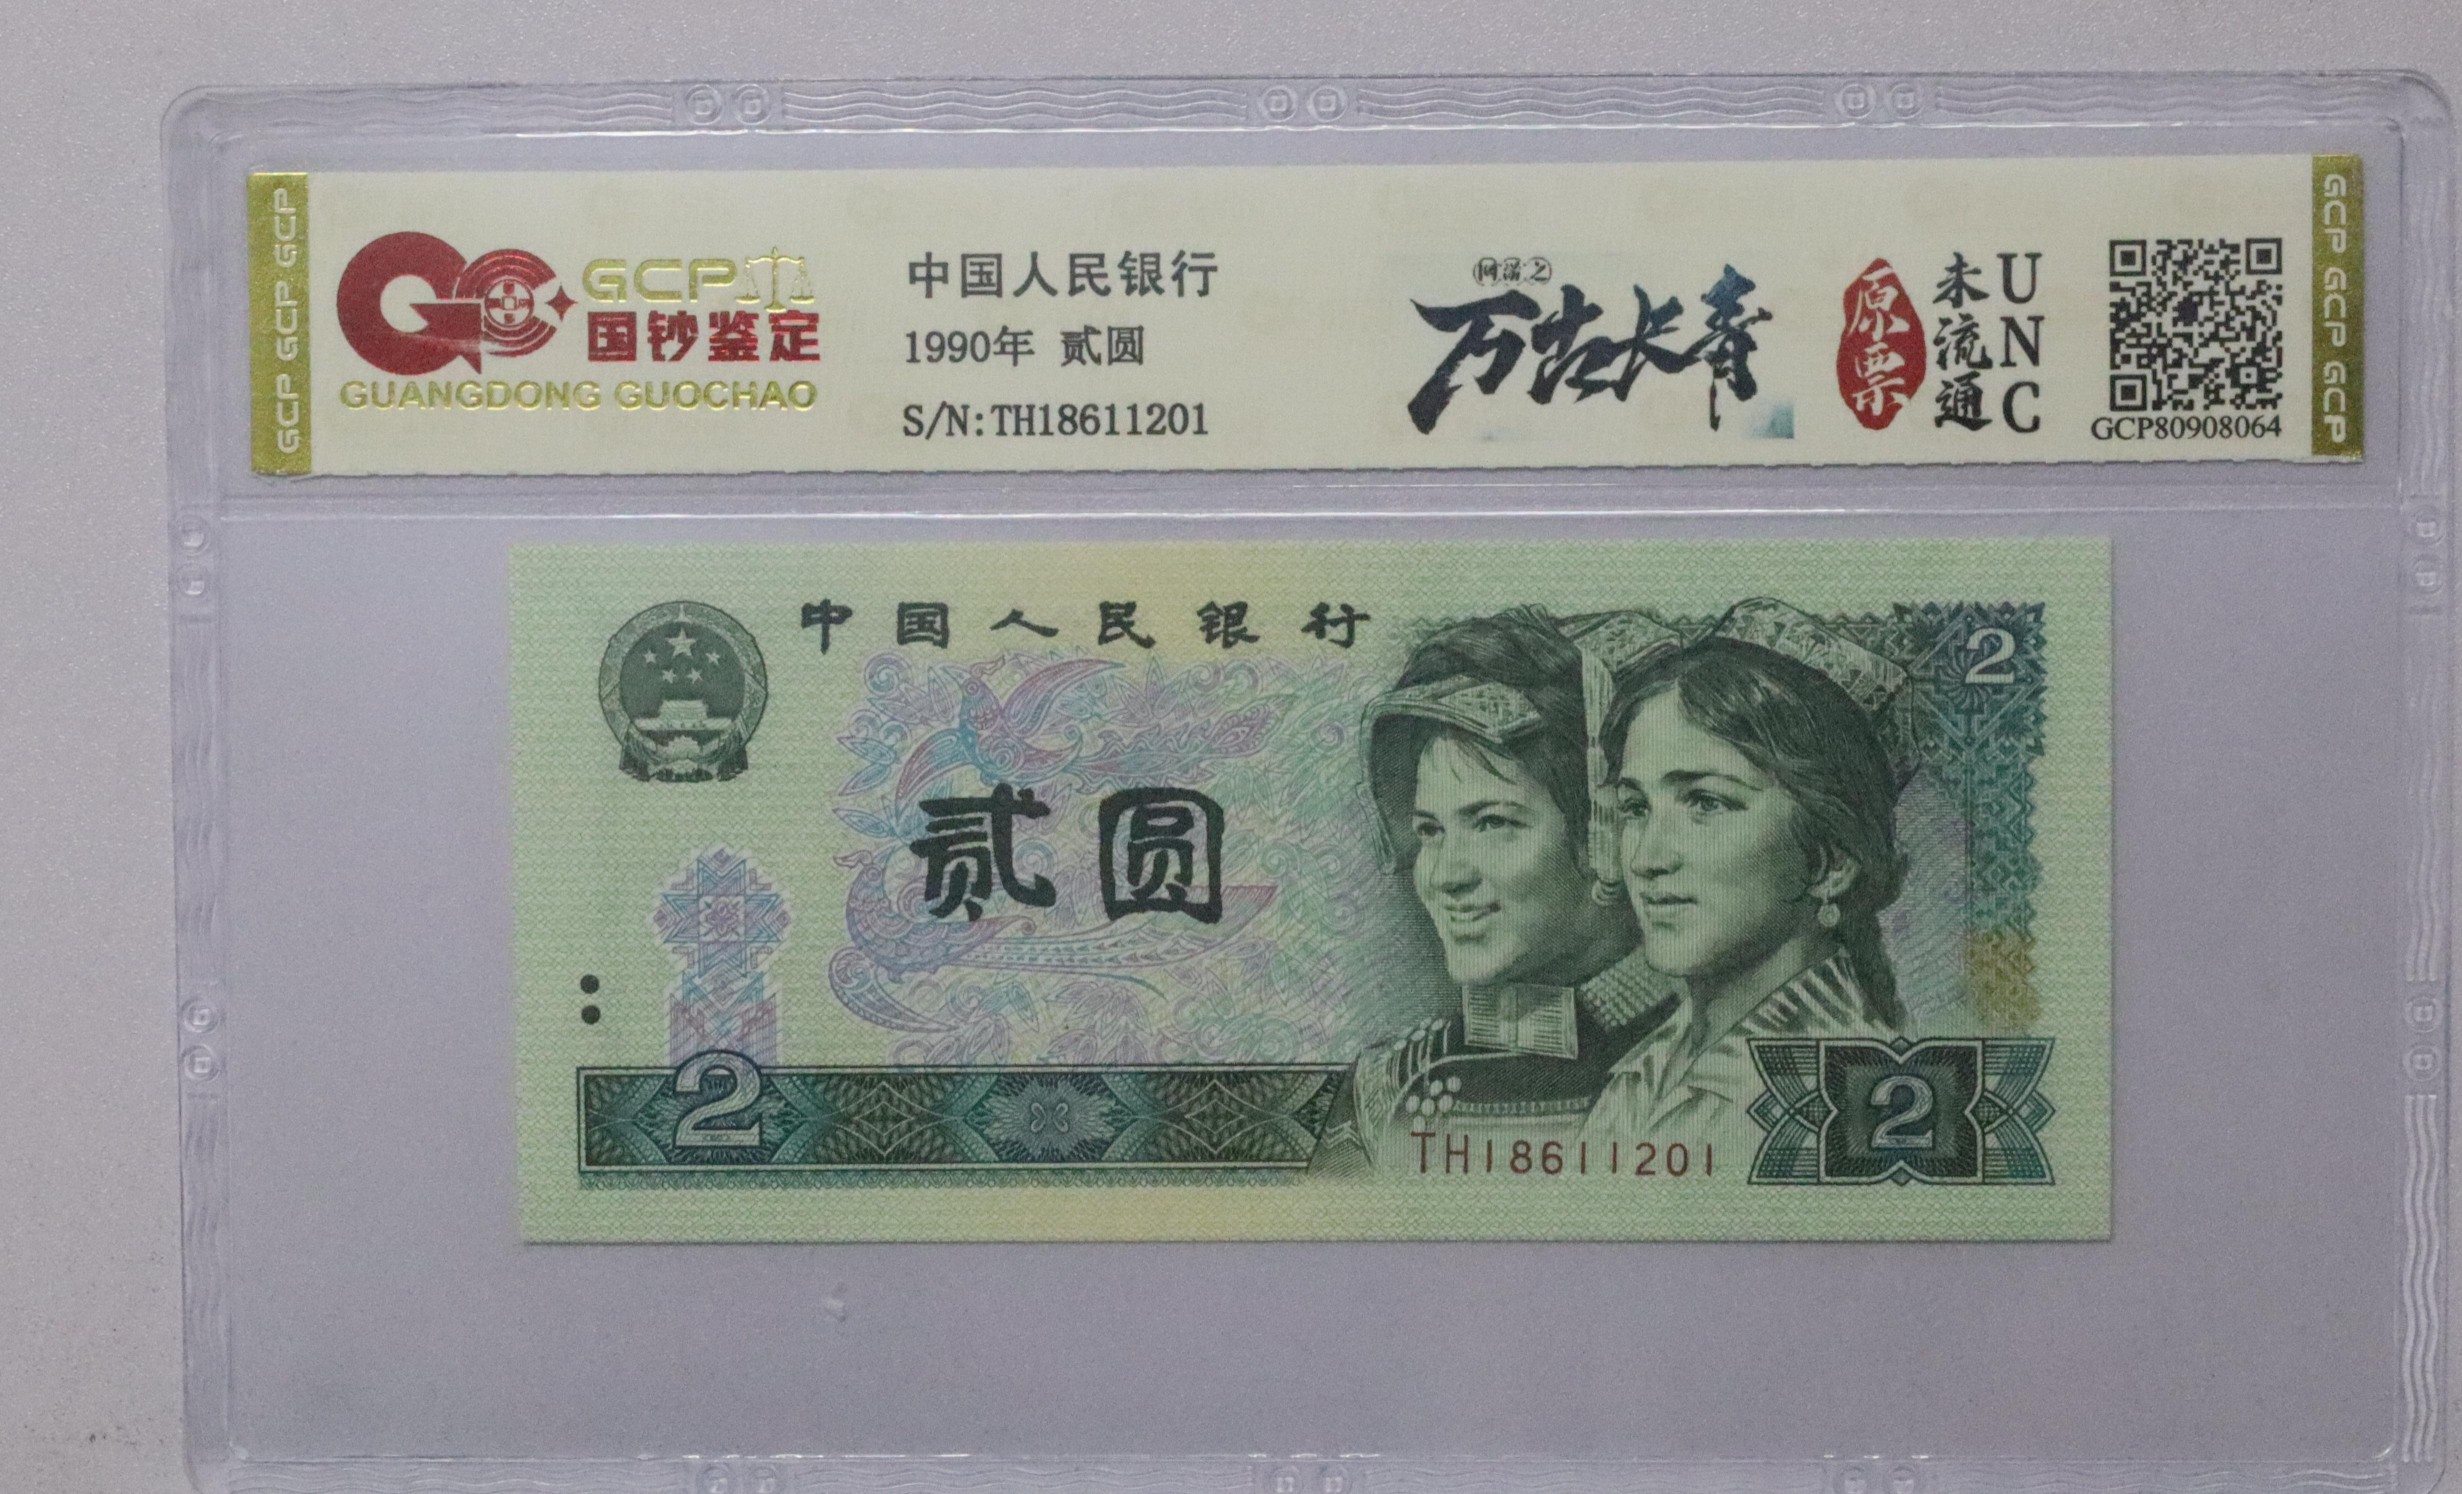 GCP GCP GCP
GCP
国钞鉴定
GUANGDONG GUOCHAO
中国人民银行
1990年 贰圆
S/N:TH18611201
万古长青
原票
未流通
UNC
GCP80908064
GCP GCP GCP
中国人民银行
2
贰圆
2
TH18611201
2